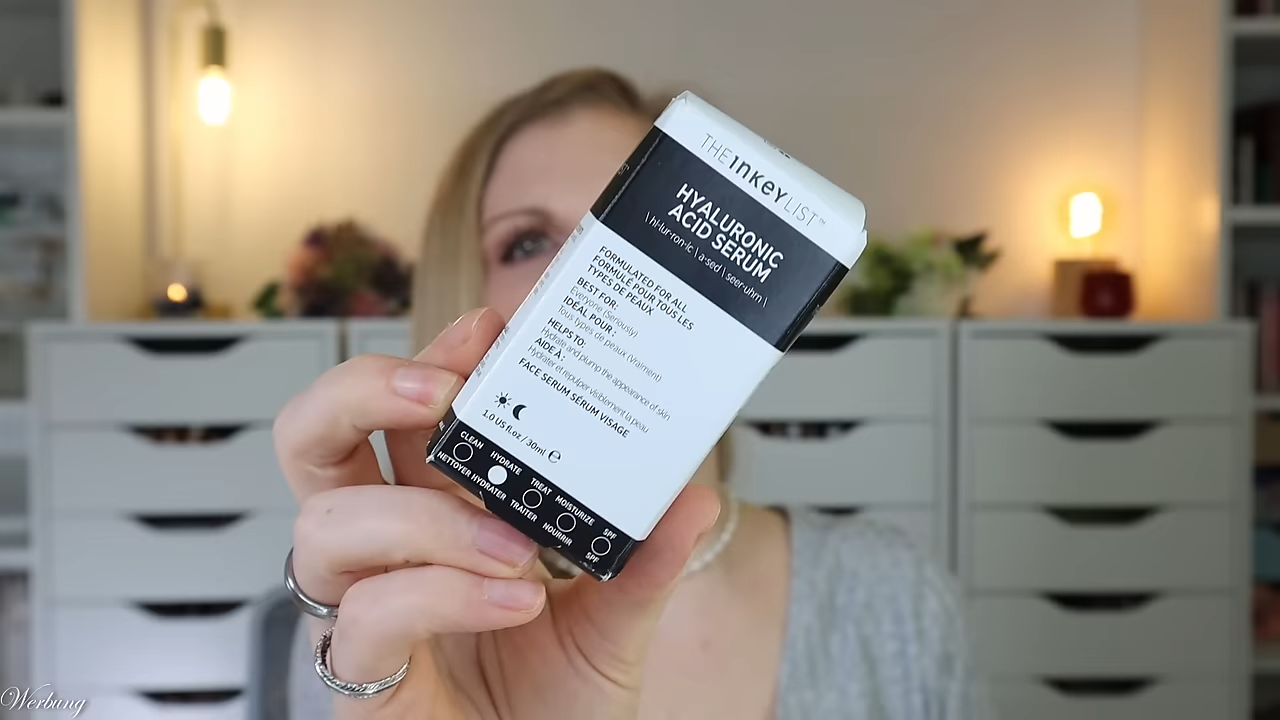 THE INKEY LIST™
HYALURONIC
ACID SERUM
\ hi·lur·ron·ic \ a·sed \ seer·uhm \
FORMULATED FOR ALL
FORMULÉ POUR TOUS LES
TYPES DE PEAUX
BEST FOR:
Everyone (Seriously)
IDÉAL POUR :
Tous types de peaux (Vraiment)
HELPS TO:
Hydrate and plump the appearance of skin
AIDE À :
Hydrater et repulper visiblement la peau
FACE SERUM SÉRUM VISAGE
1.0 US fl.oz / 30ml ℮
CLEAN HYDRATE TREAT MOISTURIZE SPF
NETTOYER HYDRATER TRAITER NOURRIR SPF
Werbung